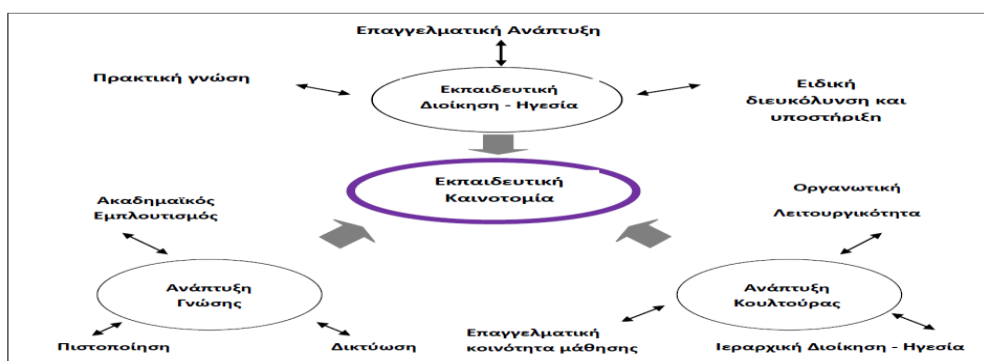 Επαγγελματική Ανάπτυξη
Πρακτική γνώση
Εκπαιδευτική
Διοίκηση - Ηγεσία
Ειδική
διευκόλυνση και
υποστήριξη
Εκπαιδευτική
Καινοτομία
Ακαδημαϊκός
Εμπλουτισμός
Οργανωτική
Λειτουργικότητα
Ανάπτυξη
Γνώσης
Ανάπτυξη
Κουλτούρας
Πιστοποίηση
Δικτύωση
Επαγγελματική
κοινότητα μάθησης
Ιεραρχική Διοίκηση - Ηγεσία